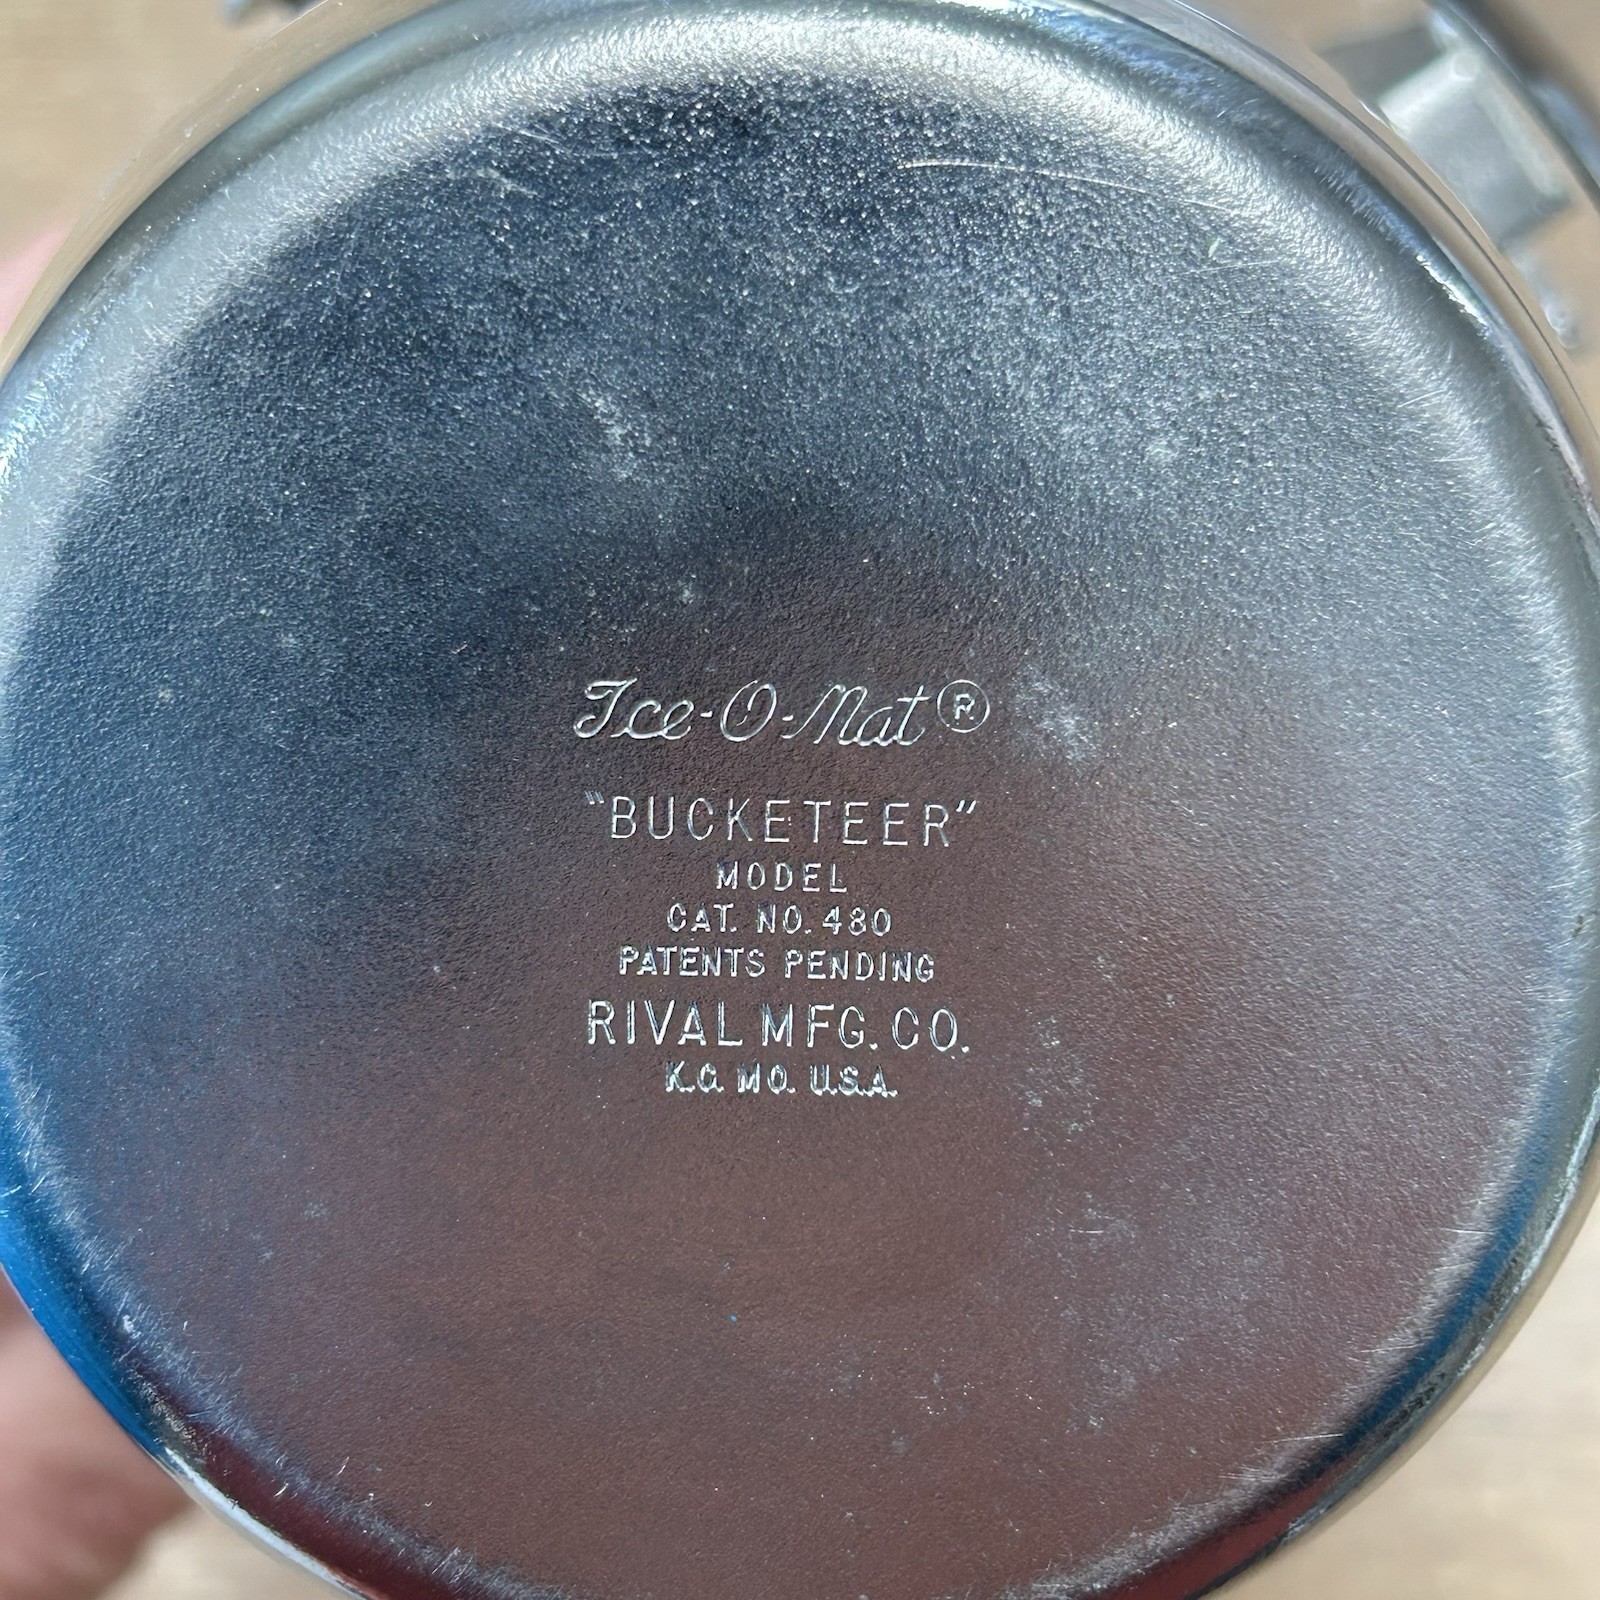 Ice-O-Mat®
"BUCKETEER"
MODEL
CAT. NO. 480
PATENTS PENDING
RIVAL MFG. CO.
K.C. MO. U.S.A.